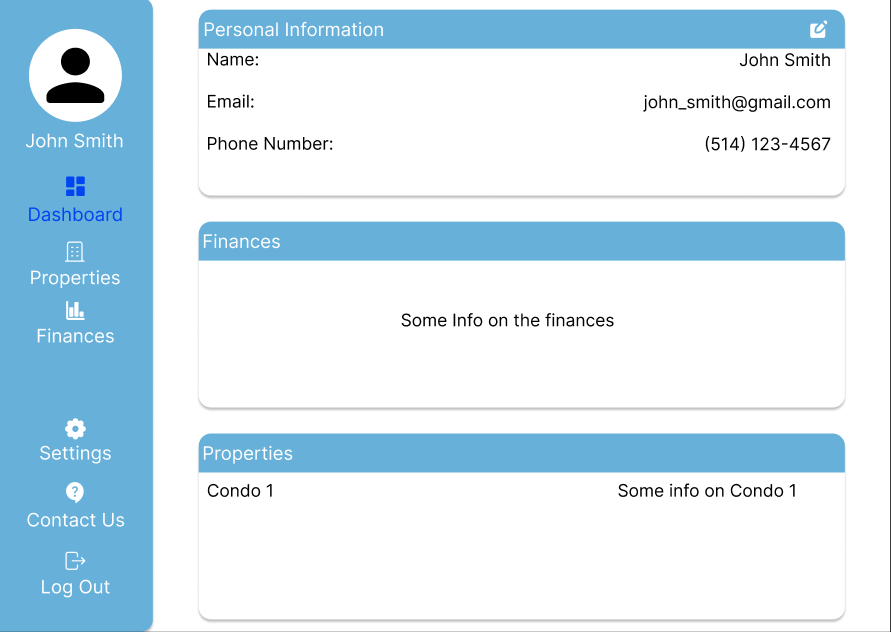 John Smith
Dashboard
Properties
Finances
Settings
?
Contact Us
Log Out
Personal Information
Name: John Smith
Email: john_smith@gmail.com
Phone Number: (514) 123-4567
Finances
Some Info on the finances
Properties
Condo 1 Some info on Condo 1